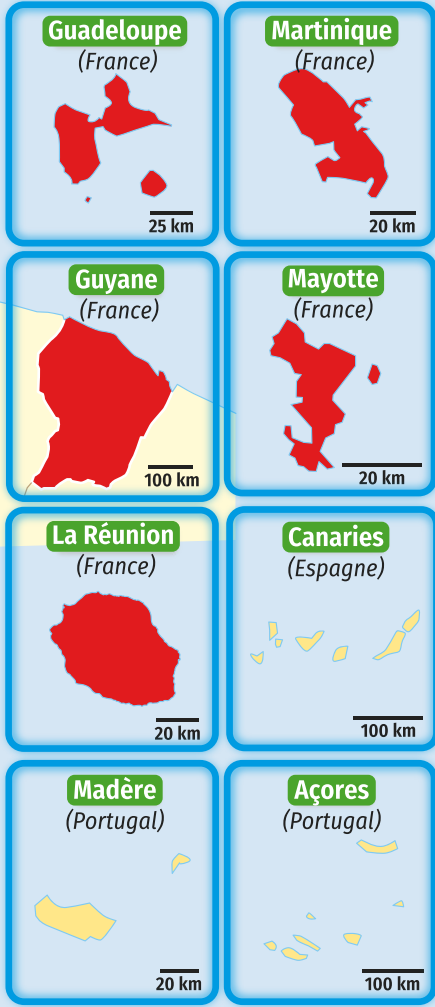 Guadeloupe
(France)
25 km
Martinique
(France)
20 km
Guyane
(France)
100 km
Mayotte
(France)
20 km
La Réunion
(France)
20 km
Canaries
(Espagne)
100 km
Madère
(Portugal)
20 km
Açores
(Portugal)
100 km